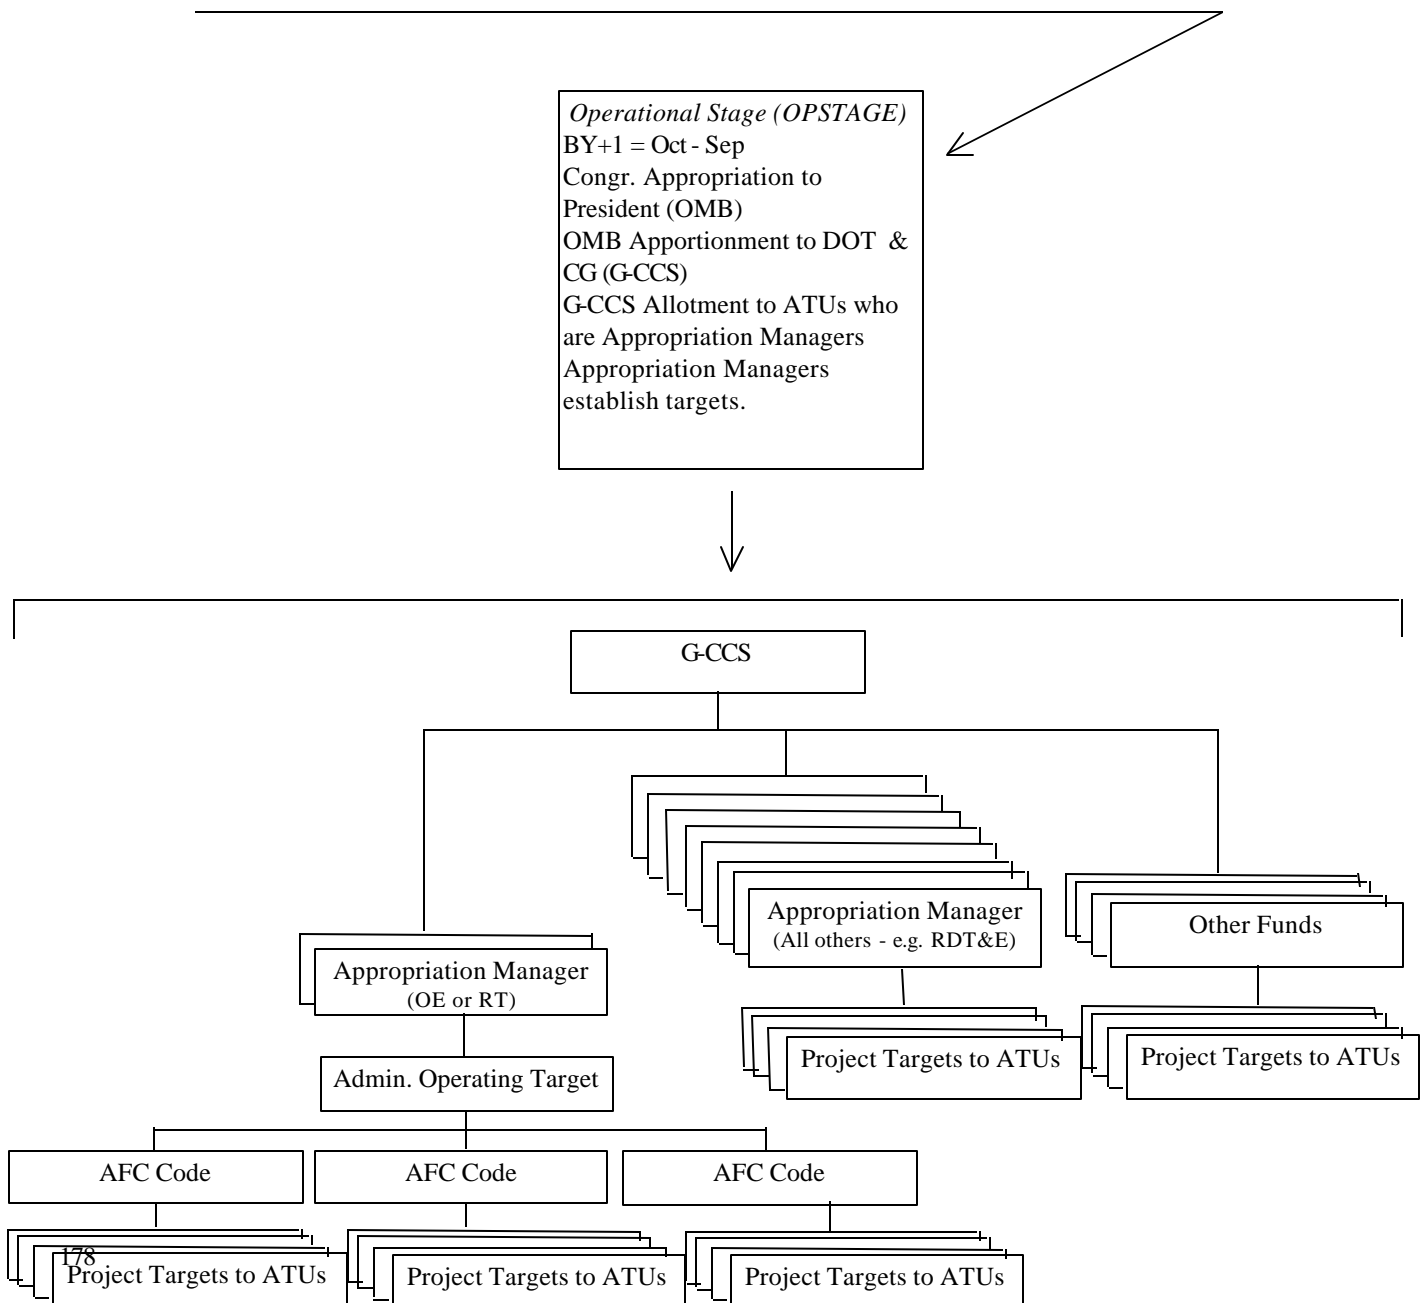 Operational Stage (OPSTAGE)
BY+1 = Oct - Sep
Congr. Appropriation to
President (OMB)
OMB Apportionment to DOT &
CG (G-CCS)
G-CCS Allotment to ATUs who
are Appropriation Managers
Appropriation Managers
establish targets.
G-CCS
Appropriation Manager
(All others - e.g. RDT&E)
Other Funds
Appropriation Manager
(OE or RT)
Project Targets to ATUs
Project Targets to ATUs
Admin. Operating Target
AFC Code
AFC Code
AFC Code
178
Project Targets to ATUs
Project Targets to ATUs
Project Targets to ATUs